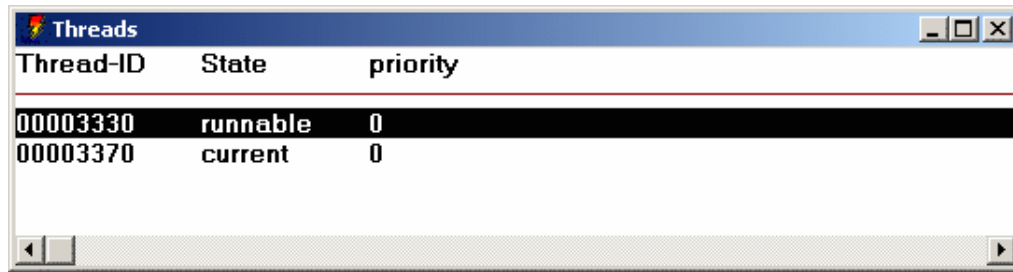 Threads
Thread-ID State priority
00003330 runnable 0
00003370 current 0